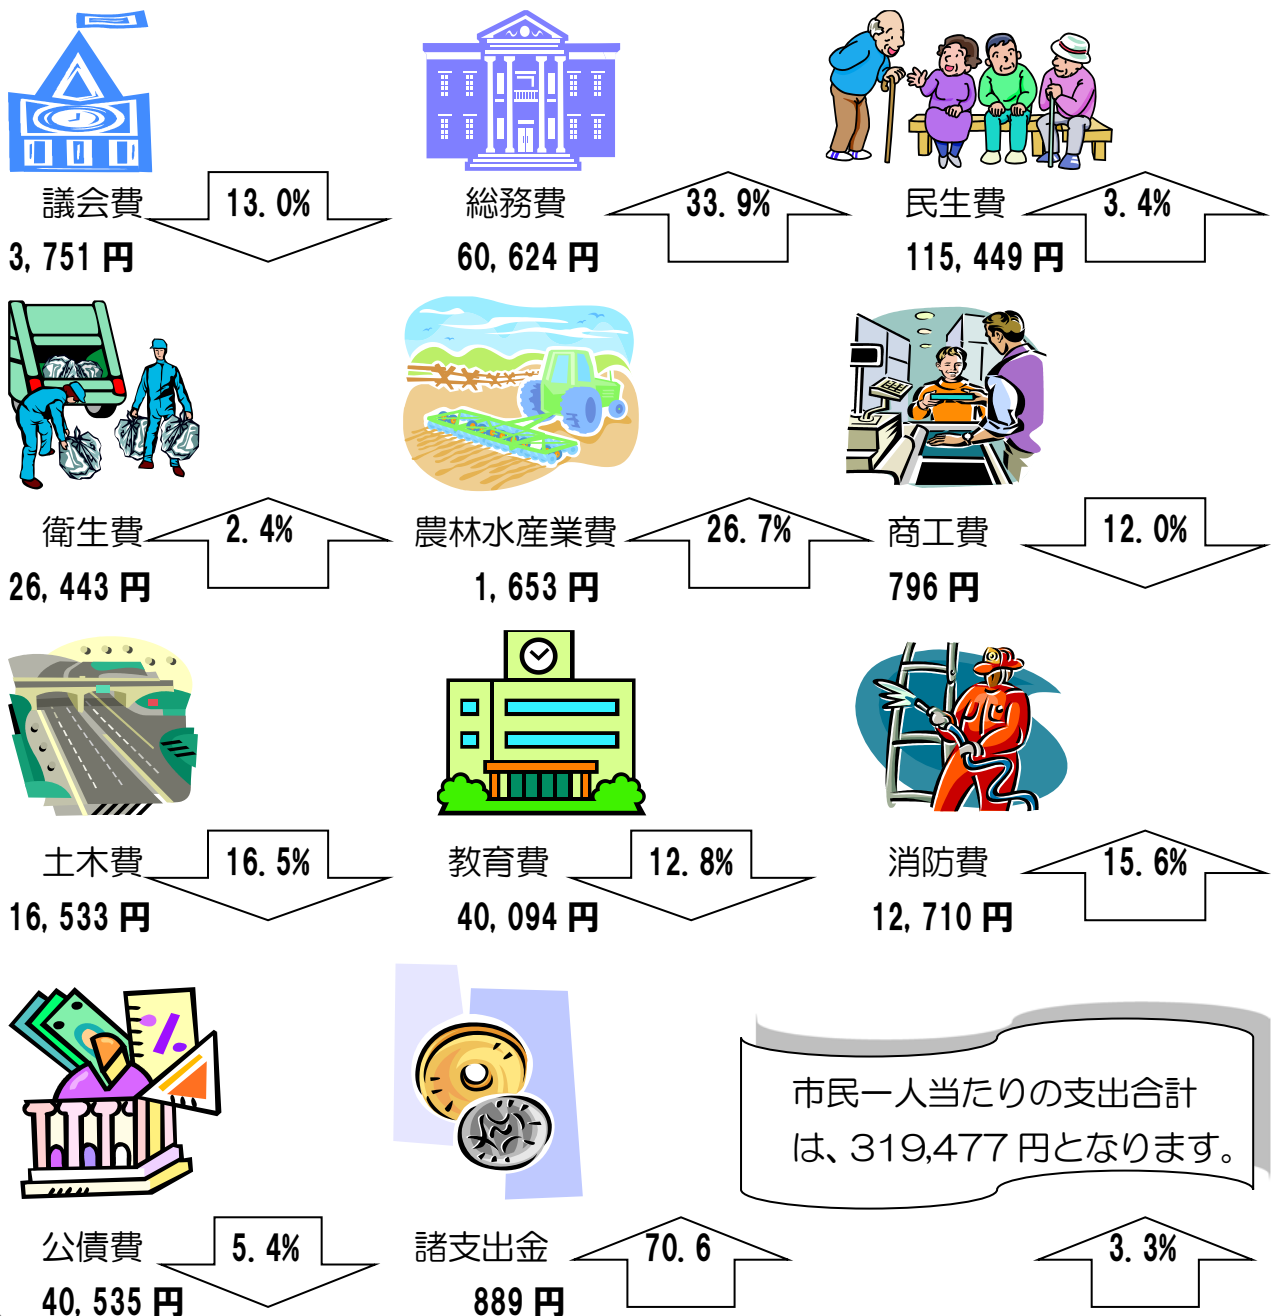 議会費 13.0% 総務費 33.9% 民生費 3.4%
3,751 円 60,624 円 115,449 円
衛生費 2.4% 農林水産業費 26.7% 商工費 12.0%
26,443 円 1,653 円 796 円
土木費 16.5% 教育費 12.8% 消防費 15.6%
16,533 円 40,094 円 12,710 円
市民一人当たりの支出合計
は、319,477 円となります。
公債費 5.4% 諸支出金 70.6 3.3%
40,535 円 889 円